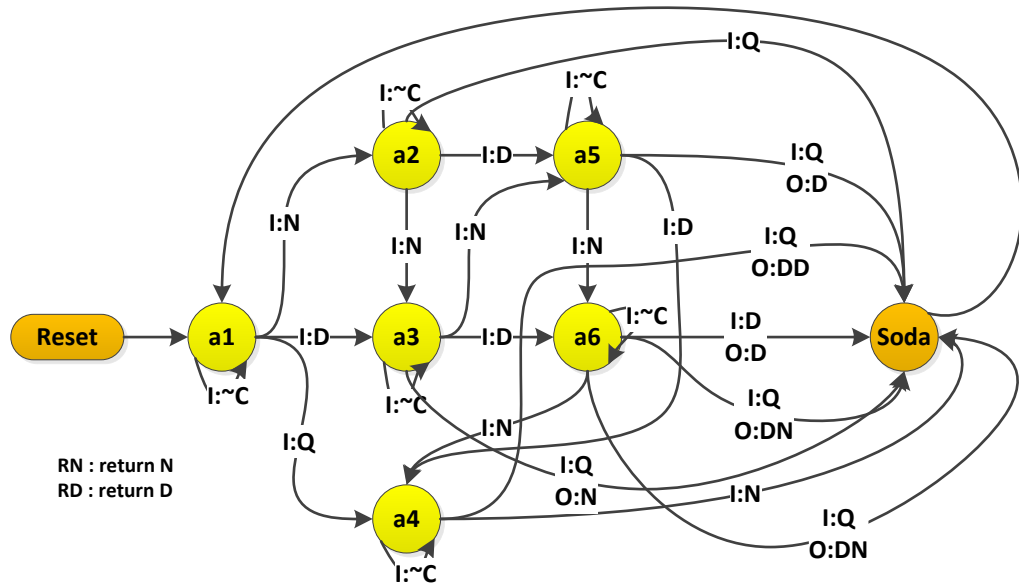 I:Q
I:~C
I:~C
a2
I:D
a5
I:Q
O:D
I:N
I:N
I:N
I:N
I:D
I:Q
O:DD
Reset
a1
I:D
a3
I:D
a6
I:~C
I:D
O:D
Soda
I:~C
I:~C
I:Q
O:DN
I:N
I:Q
RN : return N
RD : return D
I:Q
O:N
I:N
a4
I:Q
O:DN
I:~C